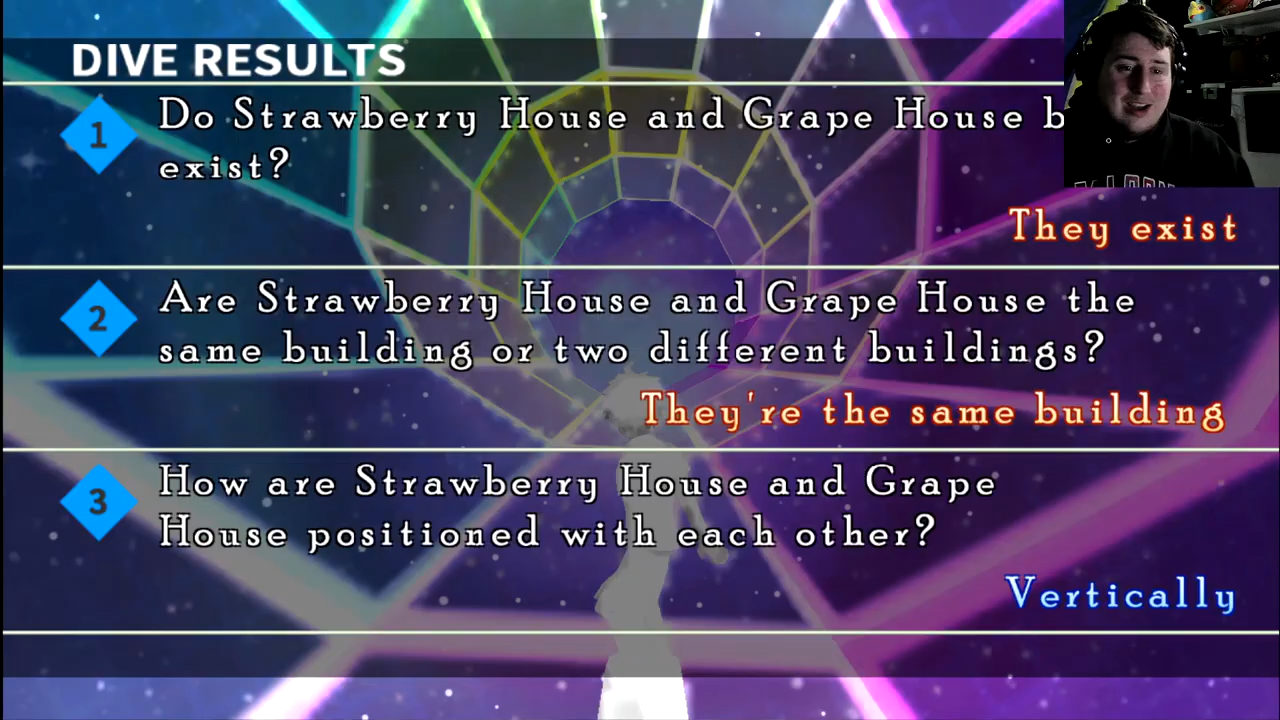 DIVE RESULTS
1
Do Strawberry House and Grape House
exist?
They exist
2
Are Strawberry House and Grape House the
same building or two different buildings?
They're the same building
3
How are Strawberry House and Grape
House positioned with each other?
Vertically